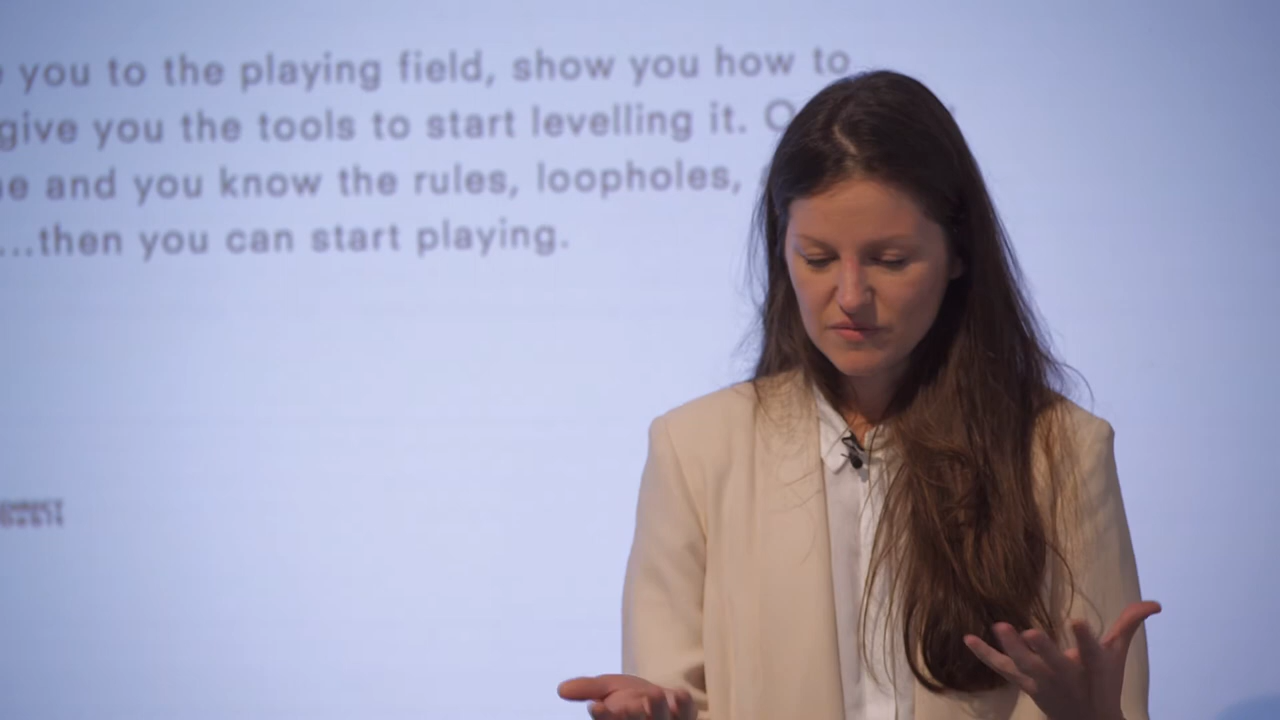 you to the playing field, show you how to
give you the tools to start levelling it.
and you know the rules, loopholes,
...then you can start playing.